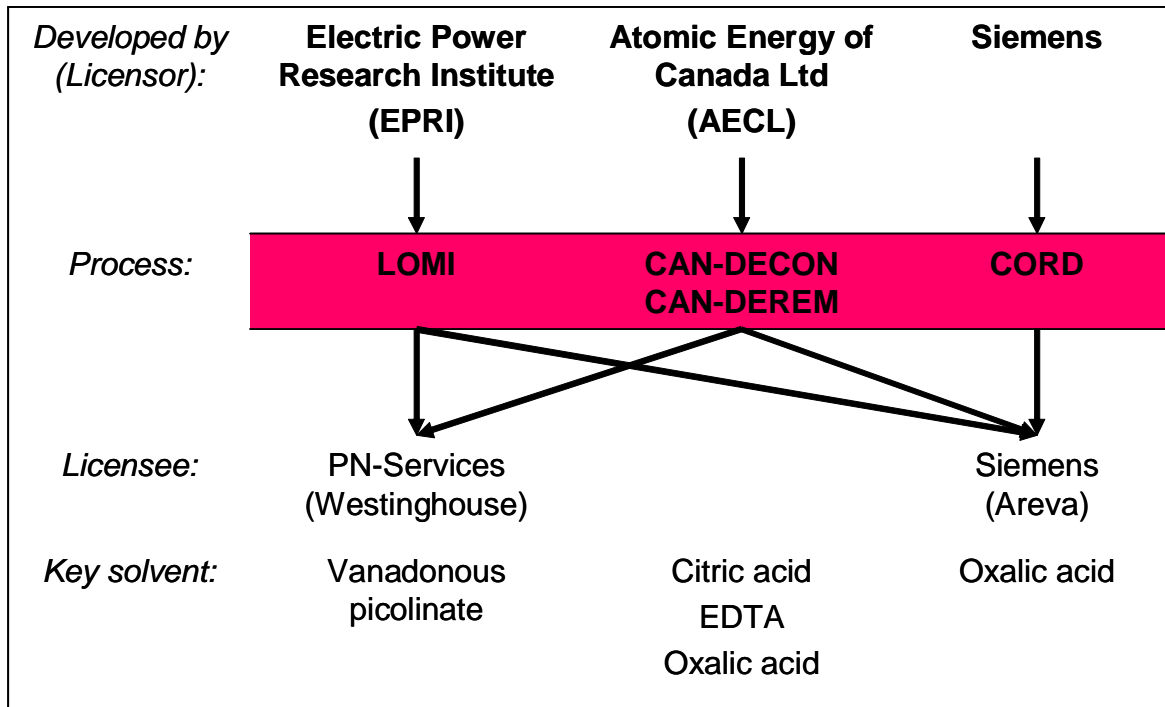 Developed by
(Licensor):
Electric Power
Research Institute
(EPRI)
Atomic Energy of
Canada Ltd
(AECL)
Siemens
Process:
LOMI
CAN-DECON
CAN-DEREM
CORD
Licensee:
PN-Services
(Westinghouse)
Siemens
(Areva)
Key solvent:
Vanadonous
picolinate
Citric acid
EDTA
Oxalic acid
Oxalic acid